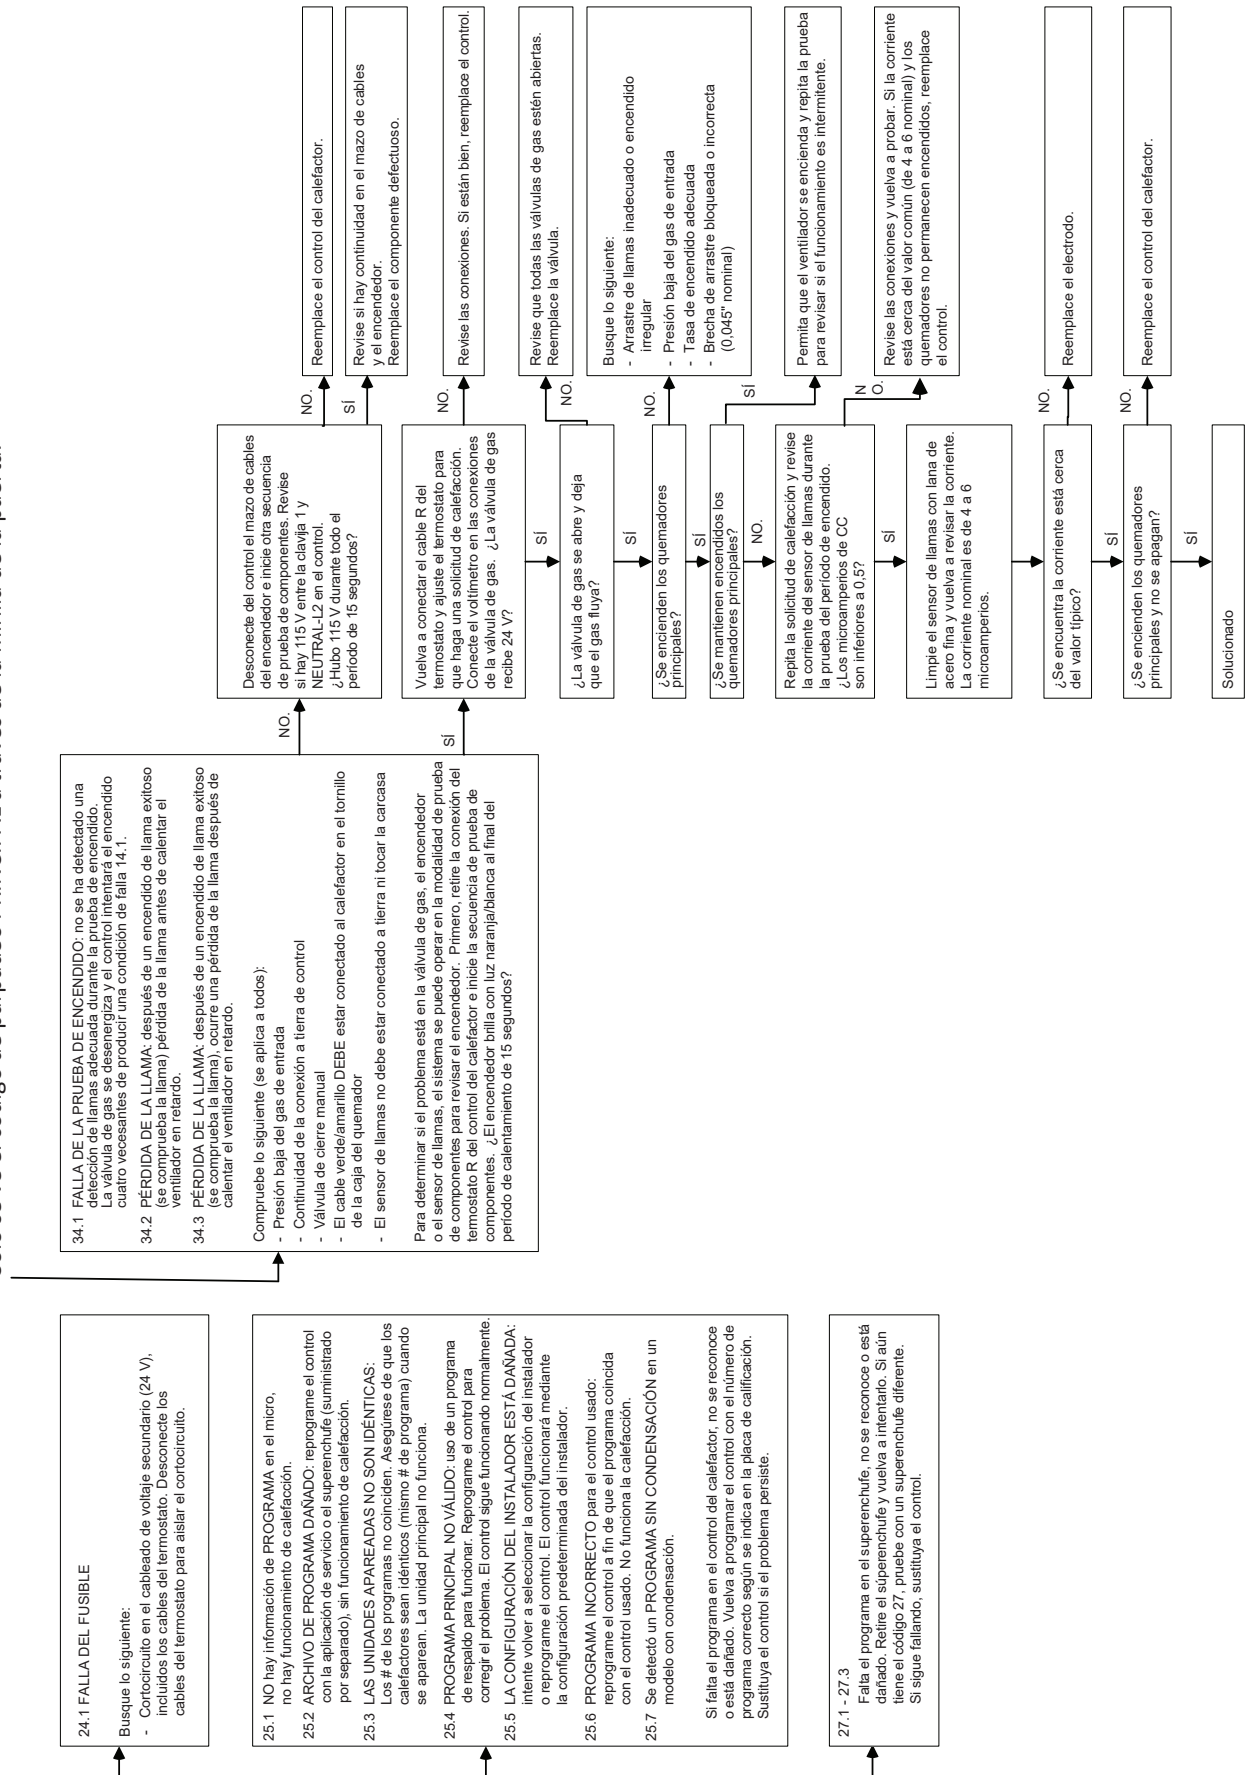 24.1 FALLA DEL FUSIBLE
Busque lo siguiente:
- Cortocircuito en el cableado de voltaje secundario (24 V),
incluidos los cables del termostato. Desconecte los
cables del termostato para aislar el cortocircuito.
25.1 NO hay información de PROGRAMA en el micro,
no hay funcionamiento de calefacción.
25.2 ARCHIVO DE PROGRAMA DAÑADO: reprograme el control
con la aplicación de servicio o el superenchufe (suministrado
por separado), sin funcionamiento de calefacción.
25.3 LAS UNIDADES APAREADAS NO SON IDÉNTICAS:
Los # de los programas no coinciden. Asegúrese de que los
calefactores sean idénticos (mismo # de programa) cuando
se aparean. La unidad principal no funciona.
25.4 PROGRAMA PRINCIPAL NO VÁLIDO: uso de un programa
de respaldo para funcionar. Reprograme el control para
corregir el problema. El control sigue funcionando normalmente.
25.5 LA CONFIGURACIÓN DEL INSTALADOR ESTÁ DAÑADA:
intente volver a seleccionar la configuración del instalador
o reprograme el control. El control funcionará mediante
la configuración predeterminada del instalador.
25.6 PROGRAMA INCORRECTO para el control usado:
reprograme el control a fin de que el programa coincida
con el control usado. No funciona la calefacción.
25.7 Se detectó un PROGRAMA SIN CONDENSACIÓN en un
modelo con condensación.
Si falta el programa en el control del calefactor, no se reconoce
o está dañado. Vuelva a programar el control con el número de
programa correcto según se indica en la placa de calificación.
Sustituya el control si el problema persiste.
27.1 - 27.3
Falta el programa en el superenchufe, no se reconoce o está
dañado. Retire el súperenchufe y vuelva a intentarlo. Si aún
tiene el código 27, pruebe con un superenchufe diferente.
Si sigue fallando, sustituya el control.
34.1 FALLA DE LA PRUEBA DE ENCENDIDO: no se ha detectado una
detección de llamas adecuada durante la prueba de encendido.
La válvula de gas se desenergiza y el control intentará el encendido
cuatro vecesantes de producir una condición de falla 14.1.
34.2 PÉRDIDA DE LA LLAMA: después de un encendido de llama exitoso
(se comprueba la llama) pérdida de la llama antes de calentar el
ventilador en retardo.
34.3 PÉRDIDA DE LA LLAMA: después de un encendido de llama exitoso
(se comprueba la llama), ocurre una pérdida de la llama después de
calentar el ventilador en retardo.
Compruebe lo siguiente (se aplica a todos):
- Presión baja del gas de entrada
- Continuidad de la conexión a tierra de control
- Válvula de cierre manual
- El cable verde/amarillo DEBE estar conectado al calefactor en el tornillo
de la caja del quemador
- El sensor de llamas no debe estar conectado a tierra ni tocar la carcasa
Para determinar si el problema está en la válvula de gas, el encendedor
o el sensor de llamas, el sistema se puede operar en la modalidad de prueba
de componentes para revisar el encendedor. Primero, retire la conexión del
termostato R del control del calefactor e inicie la secuencia de prueba de
componentes. ¿El encendedor brilla con luz naranja/blanca al final del
período de calentamiento de 15 segundos?
NO.
SÍ
Desconecte del control el mazo de cables
del encendedor e inicie otra secuencia
de prueba de componentes. Revise
si hay 115 V entre la clavija 1 y
NEUTRAL-L2 en el control.
¿Hubo 115 V durante todo el
período de 15 segundos?
NO.
Reemplace el control del calefactor.
SÍ
Revise si hay continuidad en el mazo de cables
y el encendedor.
Reemplace el componente defectuoso.
Vuelva a conectar el cable R del
termostato y ajuste el termostato para
que haga una solicitud de calefacción.
Conecte el voltímetro en las conexiones
de la válvula de gas. ¿La válvula de gas
recibe 24 V?
NO.
Revise las conexiones. Si están bien, reemplace el control.
SÍ
¿La válvula de gas se abre y deja
que el gas fluya?
NO.
Revise que todas las válvulas de gas estén abiertas.
Reemplace la válvula.
SÍ
¿Se encienden los quemadores
principales?
NO.
Busque lo siguiente:
- Arrastre de llamas inadecuado o encendido
irregular
- Presión baja del gas de entrada
- Tasa de encendido adecuada
- Brecha de arrastre bloqueada o incorrecta
(0,045" nominal)
SÍ
¿Se mantienen encendidos los
quemadores principales?
SÍ
Permita que el ventilador se encienda y repita la prueba
para revisar si el funcionamiento es intermitente.
NO.
Repita la solicitud de calefacción y revise
la corriente del sensor de llamas durante
la prueba del período de encendido.
¿Los microamperios de CC
son inferiores a 0,5?
N
O.
Revise las conexiones y vuelva a probar. Si la corriente
está cerca del valor común (de 4 a 6 nominal) y los
quemadores no permanecen encendidos, reemplace
el control.
SÍ
Limpie el sensor de llamas con lana de
acero fina y vuelva a revisar la corriente.
La corriente nominal es de 4 a 6
microamperios.
¿Se encuentra la corriente está cerca
del valor típico?
NO.
Reemplace el electrodo.
SÍ
¿Se encienden los quemadores
principales y no se apagan?
NO.
Reemplace el control del calefactor.
SÍ
Solucionado